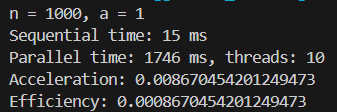 n = 1000, a = 1
Sequential time: 15 ms
Parallel time: 1746 ms, threads: 10
Acceleration: 0.008670454201249473
Efficiency: 0.0008670454201249473